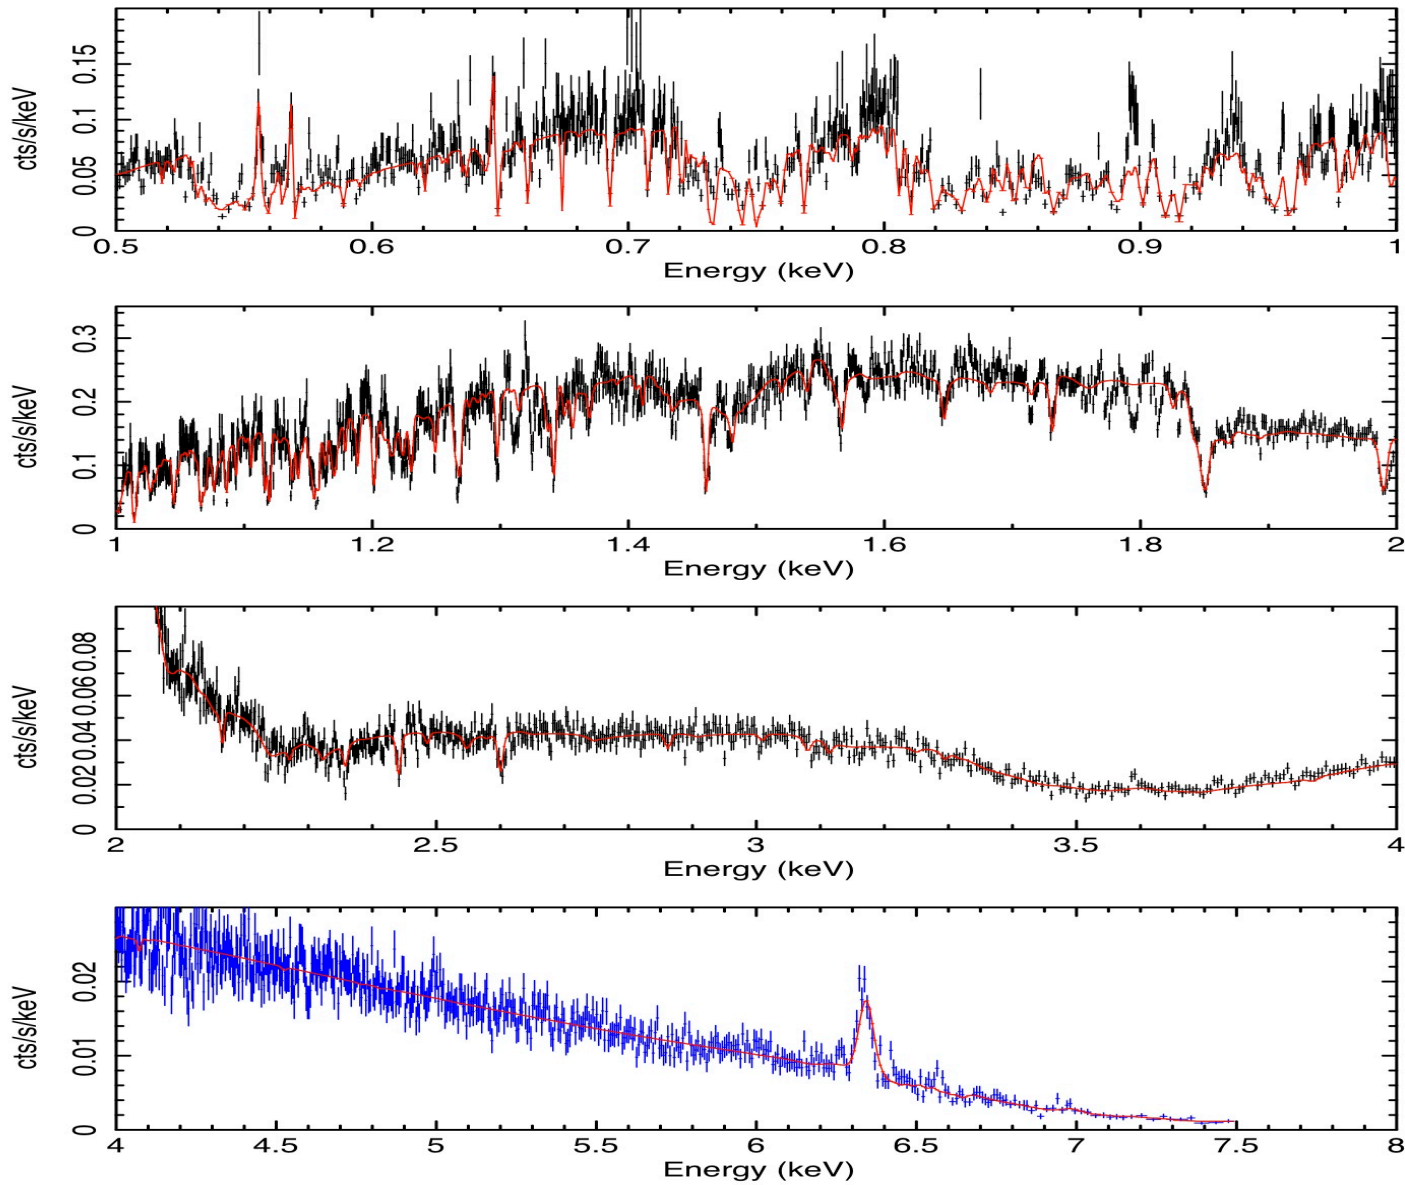 cts/s/keV
0 0.05 0.1 0.15
0.5 0.6 0.7 0.8 0.9 1
Energy (keV)
cts/s/keV
0 0.1 0.2 0.3
1 1.2 1.4 1.6 1.8 2
Energy (keV)
cts/s/keV
0 0.02 0.04 0.06 0.08
2 2.5 3 3.5 4
Energy (keV)
cts/s/keV
0 0.01 0.02
4 4.5 5 5.5 6 6.5 7 7.5 8
Energy (keV)